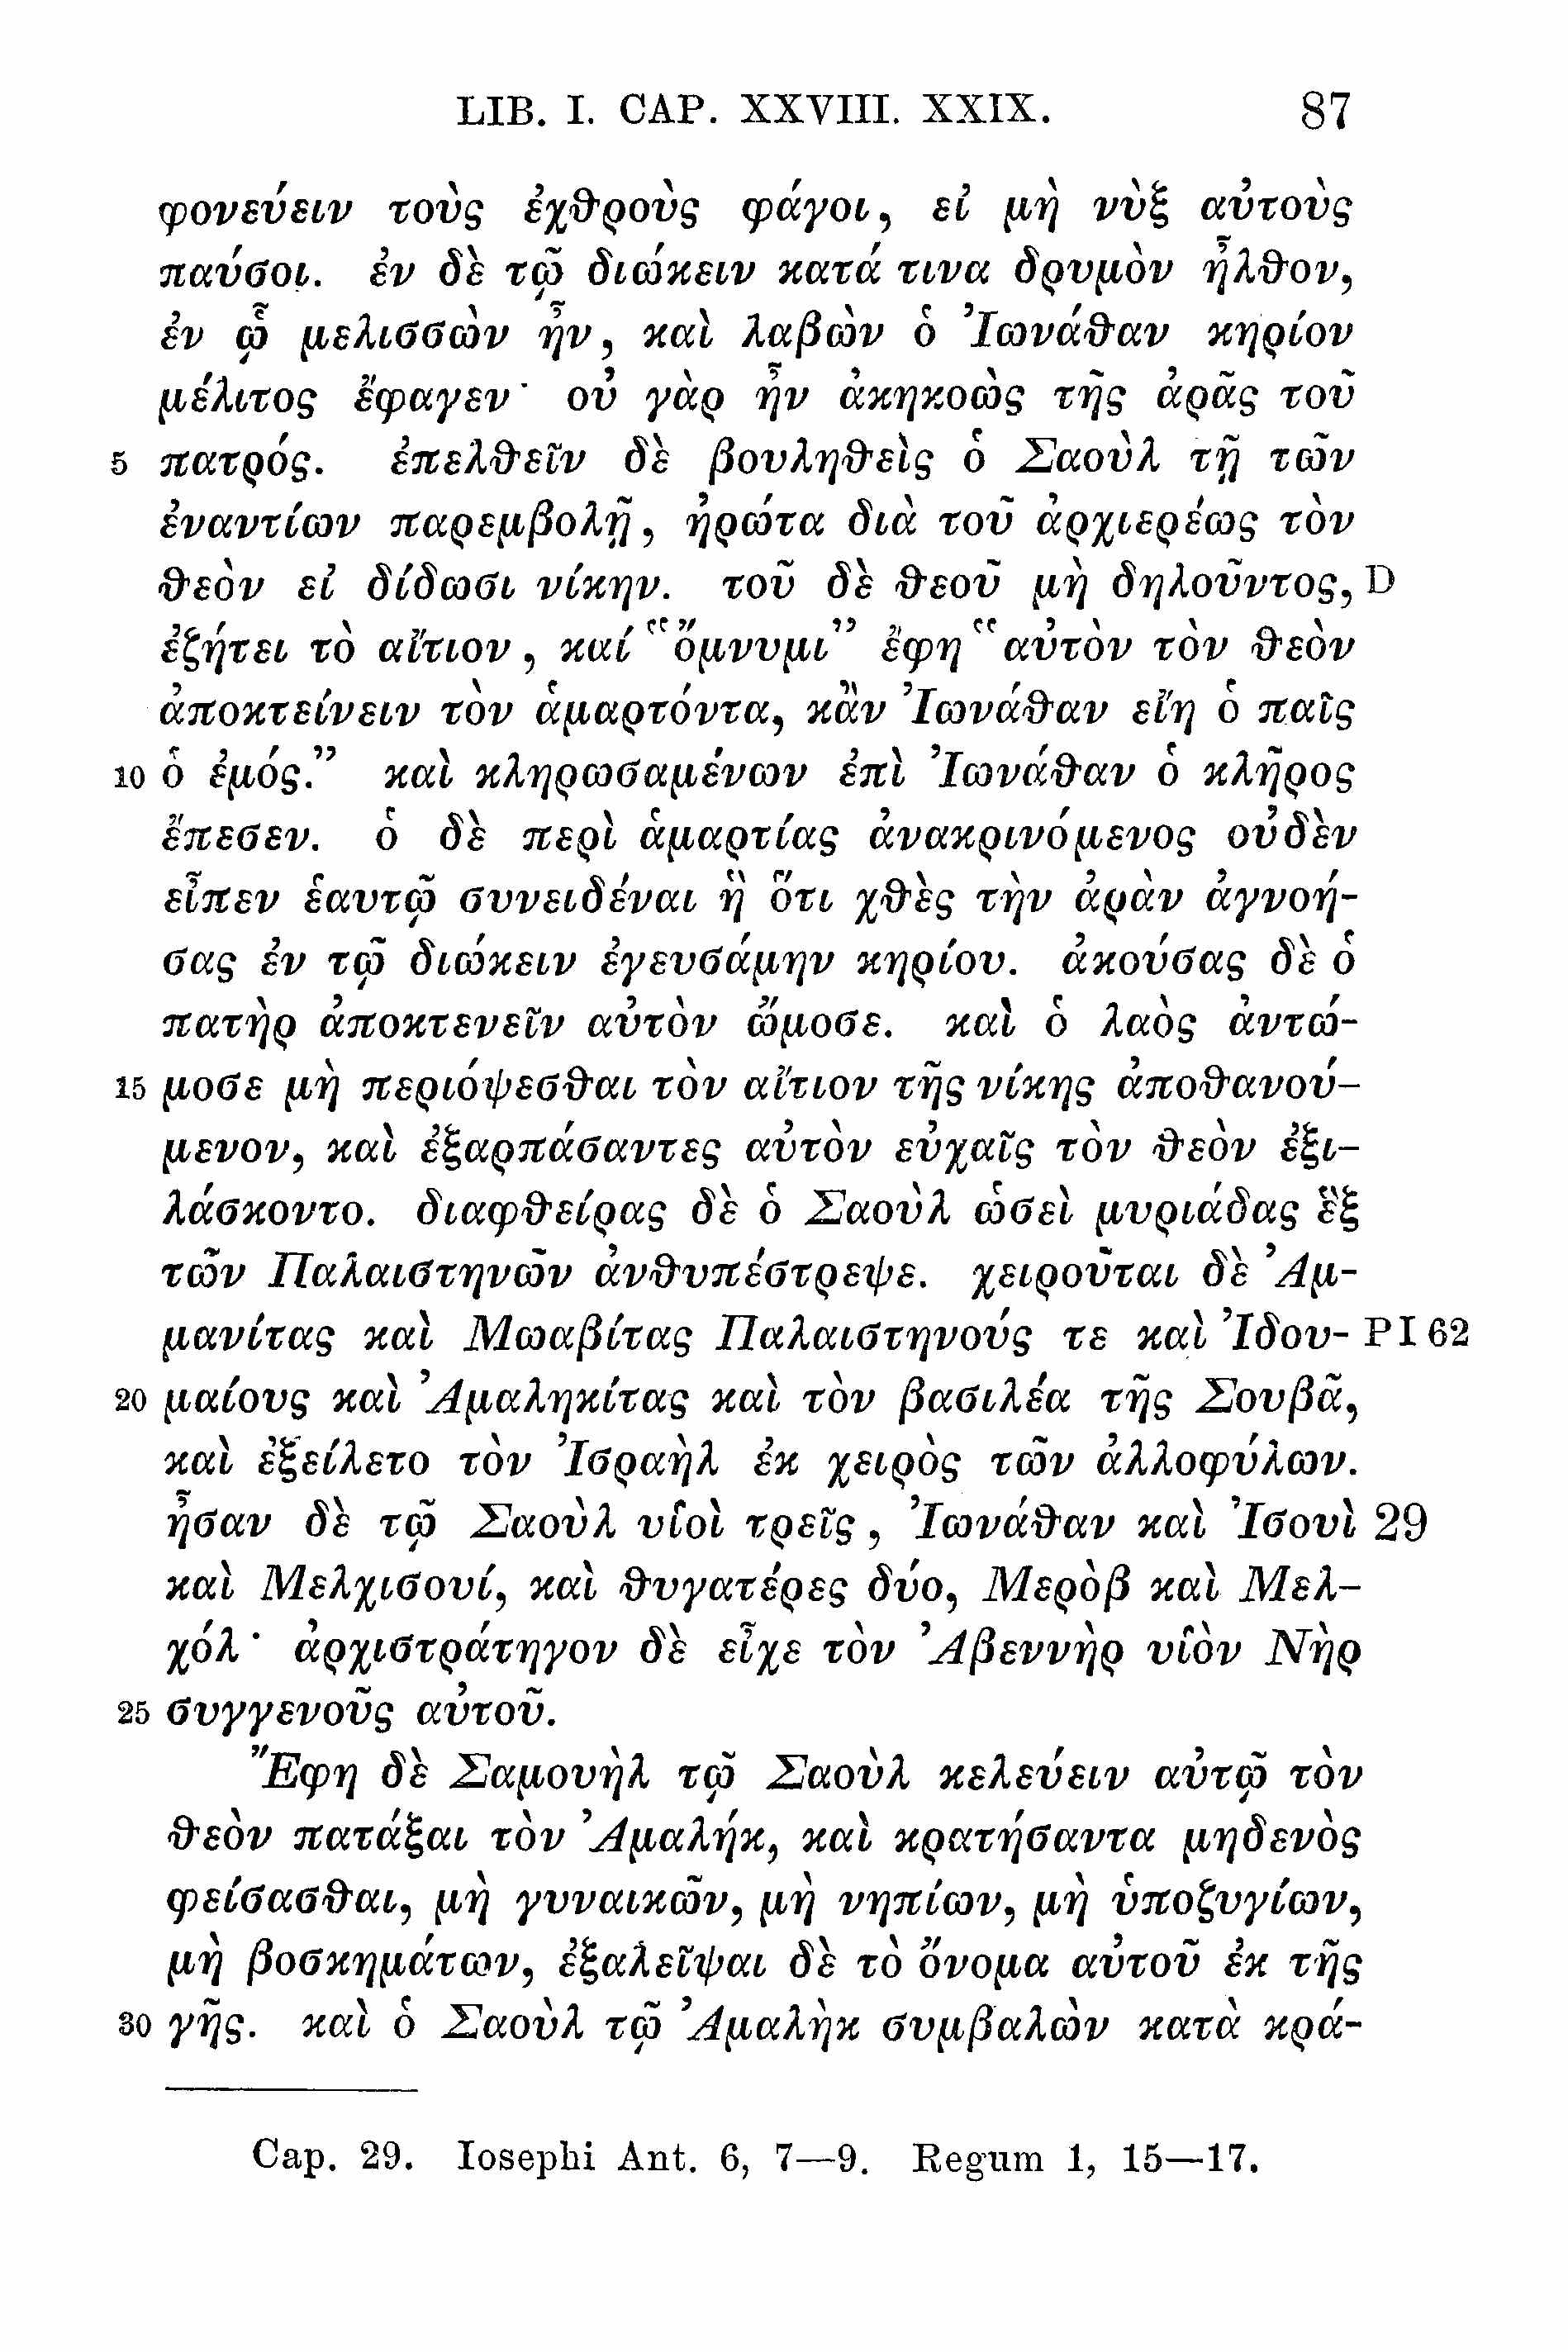 LIB. I. CAP. XXVIII. XXIX. 87
φονεύειν τοὺς ἐχϑροὺς φάγοι, εἰ μὴ νὺξ αὐτοὺς
παύσοι. ἐν δὲ τῷ διώκειν κατά τινα δρυμὸν ἦλϑον,
ἐν ᾧ μελισσὼν ἦν, καὶ λαβὼν ὁ Ἰωνάϑαν κηρίον
μέλιτος ἔφαγεν· οὐ γὰρ ἦν ἀκηκοὼς τῆς ἀρᾶς τοῦ
5 πατρός. ἐπελϑεῖν δὲ βουληϑεὶς ὁ Σαοὺλ τῇ τῶν
ἐναντίων παρεμβολῇ, ἠρώτα διὰ τοῦ ἀρχιερέως τὸν
ϑεὸν εἰ δίδωσι νίκην. τοῦ δὲ ϑεοῦ μὴ δηλοῦντος, D
ἐζήτει τὸ αἴτιον, καί “ὄμνυμι” ἔφη “αὐτὸν τὸν ϑεὸν
ἀποκτείνειν τὸν ἁμαρτόντα, κἂν Ἰωνάϑαν εἴη ὁ παῖς
10 ὁ ἐμός.” καὶ κληρωσαμένων ἐπὶ Ἰωνάϑαν ὁ κλῆρος
ἔπεσεν. ὁ δὲ περὶ ἁμαρτίας ἀνακρινόμενος οὐδὲν
εἶπεν ἑαυτῷ συνειδέναι ἢ ὅτι χϑὲς τὴν ἀρὰν ἀγνοή-
σας ἐν τῷ διώκειν ἐγευσάμην κηρίου. ἀκούσας δὲ ὁ
πατὴρ ἀποκτενεῖν αὐτὸν ὤμοσε. καὶ ὁ λαὸς ἀντώ-
15 μοσε μὴ περιόψεσϑαι τὸν αἴτιον τῆς νίκης ἀποϑανού-
μενον, καὶ ἐξαρπάσαντες αὐτὸν εὐχαῖς τὸν ϑεὸν ἐξι-
λάσκοντο. διαφϑείρας δὲ ὁ Σαοὺλ ὡσεὶ μυριάδας ἓξ
τῶν Παλαιστηνῶν ἀνϑυπέστρεψε. χειροῦται δὲ Ἀμ-
μανίτας καὶ Μωαβίτας Παλαιστηνούς τε καὶ Ἰδου- P I 62
20 μαίους καὶ Ἀμαληκίτας καὶ τὸν βασιλέα τῆς Σουβᾶ,
καὶ ἐξείλετο τὸν Ἰσραὴλ ἐκ χειρὸς τῶν ἀλλοφύλων.
ἦσαν δὲ τῷ Σαοὺλ υἱοὶ τρεῖς, Ἰωνάϑαν καὶ Ἰσουὶ 29
καὶ Μελχισουί, καὶ ϑυγατέρες δύο, Μερὸβ καὶ Μελ-
χόλ· ἀρχιστράτηγον δὲ εἶχε τὸν Ἀβεννὴρ υἱὸν Νὴρ
25 συγγενοῦς αὐτοῦ.
Ἔφη δὲ Σαμουὴλ τῷ Σαοὺλ κελεύειν αὐτῷ τὸν
ϑεὸν πατάξαι τὸν Ἀμαλήκ, καὶ κρατήσαντα μηδενὸς
φείσασϑαι, μὴ γυναικῶν, μὴ νηπίων, μὴ ὑποζυγίων,
μὴ βοσκημάτων, ἐξαλεῖψαι δὲ τὸ ὄνομα αὐτοῦ ἐκ τῆς
30 γῆς. καὶ ὁ Σαοὺλ τῷ Ἀμαλὴκ συμβαλὼν κατὰ κρά-
Cap. 29. Iosephi Ant. 6, 7—9. Regum 1, 15—17.